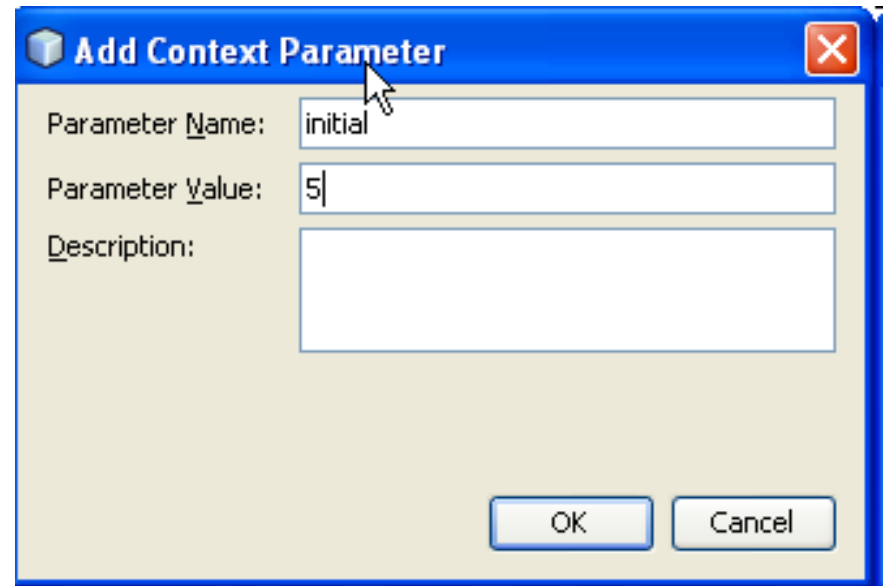 Add Context Parameter
Parameter Name: initial
Parameter Value: 5
Description:
OK Cancel